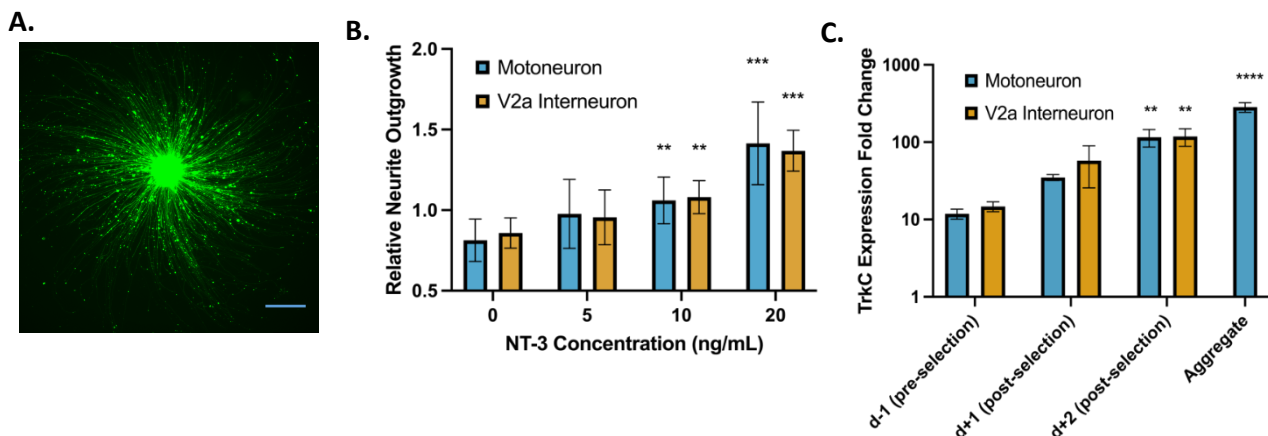 A.
B.
Relative Neurite Outgrowth
2.0
1.5
1.0
0.5
Motoneuron
V2a Interneuron
** **
*** ***
0 5 10 20
NT-3 Concentration (ng/mL)
C.
TrkC Expression Fold Change
1000
100
10
1
Motoneuron
V2a Interneuron
** **
****
d-1 (pre-selection)
d+1 (post-selection)
d+2 (post-selection)
Aggregate